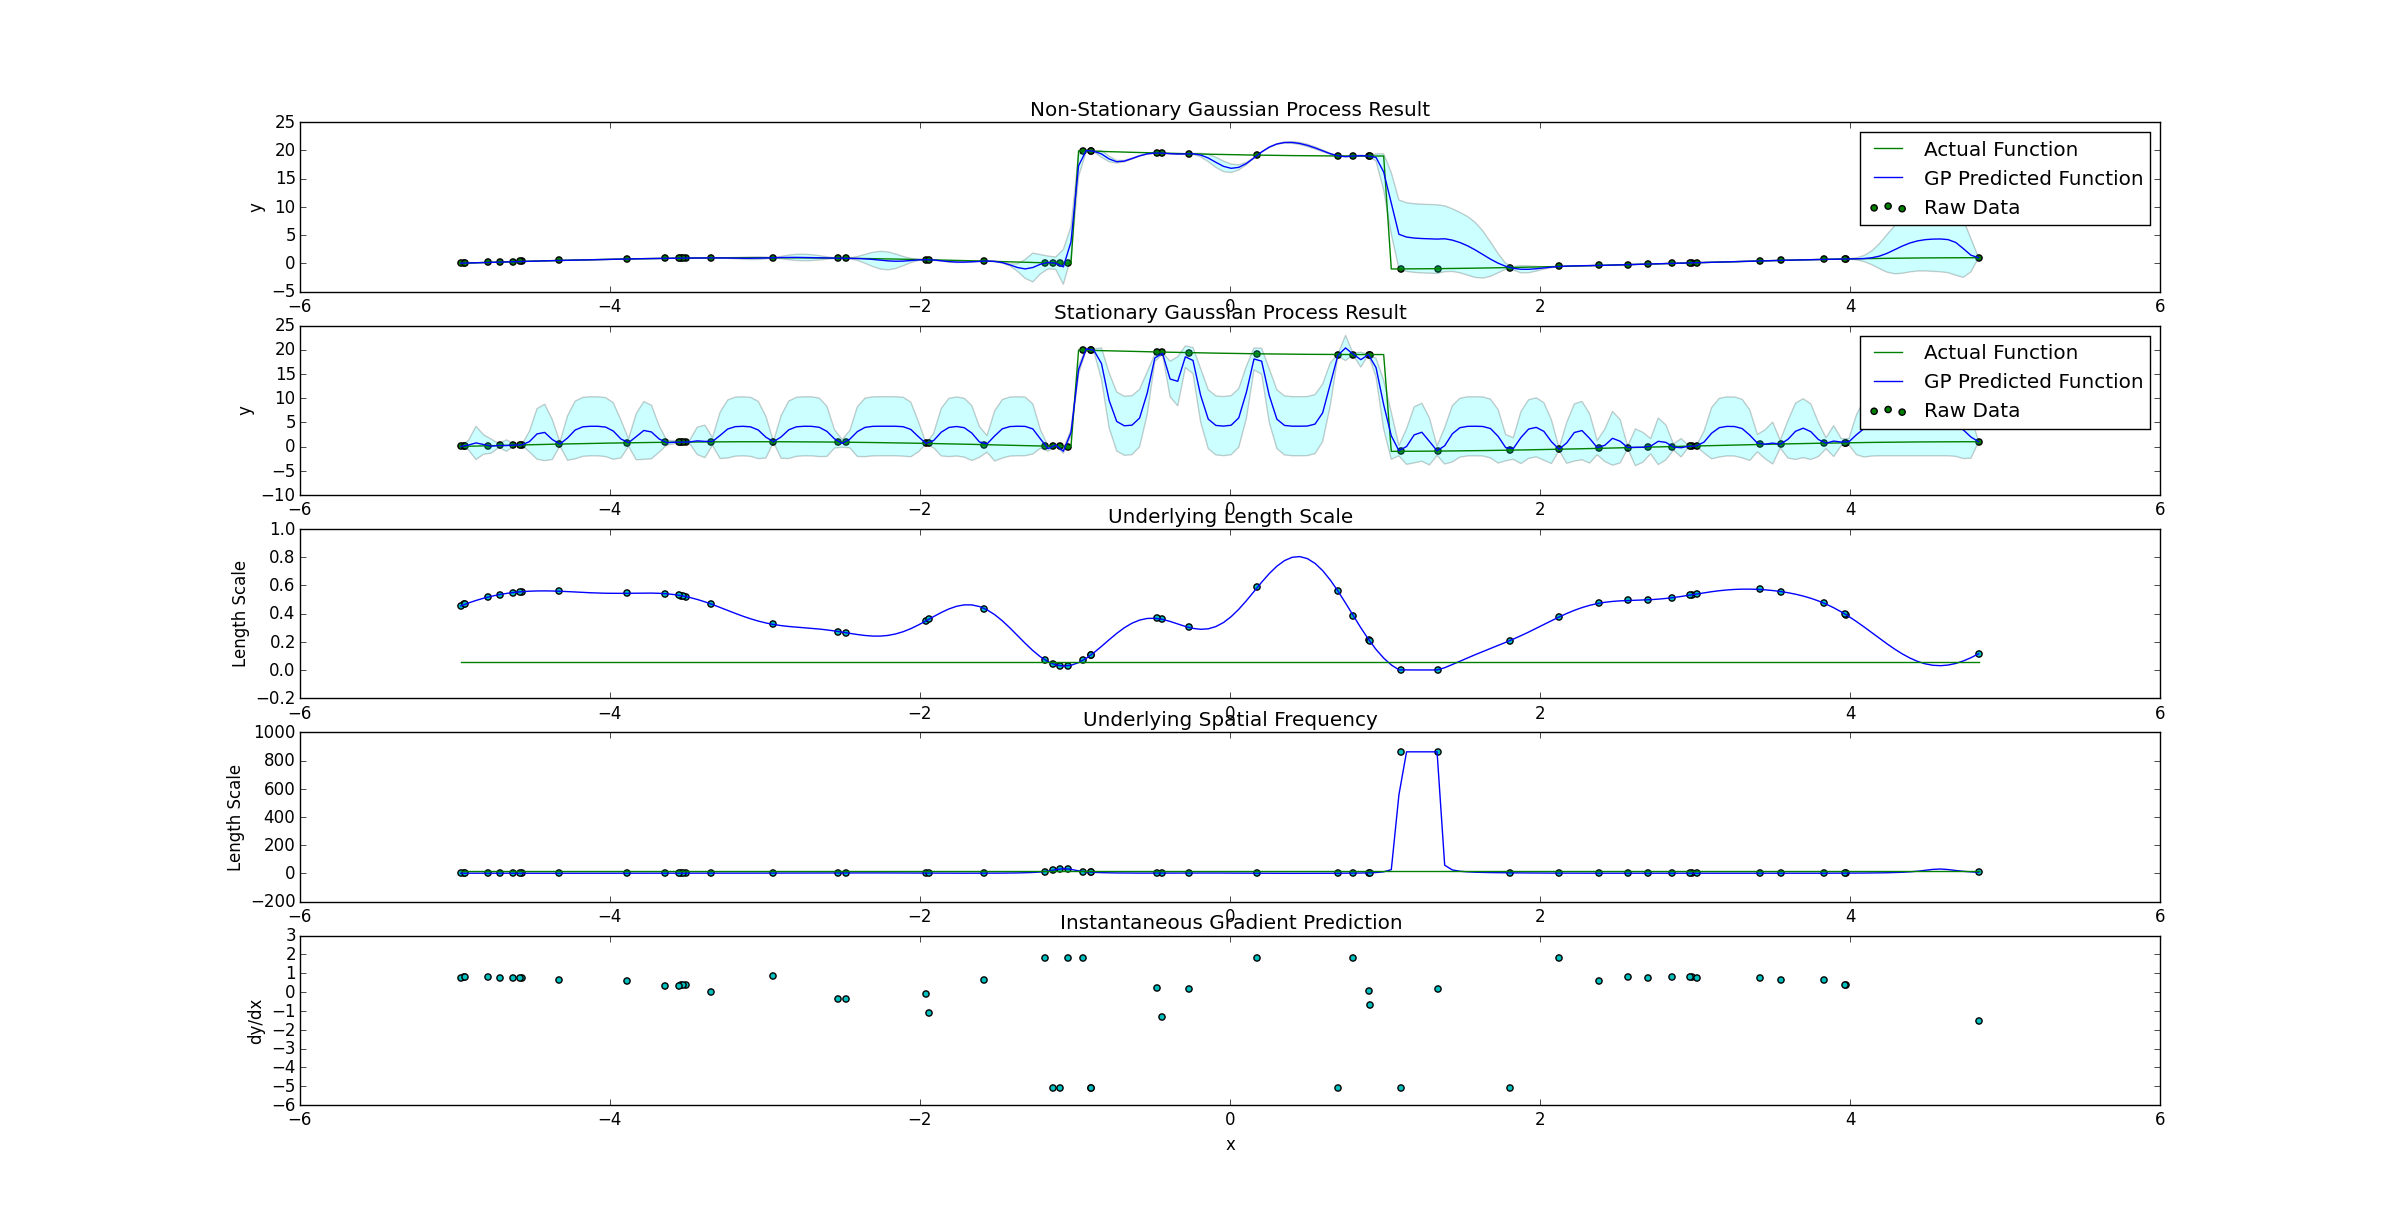 Non-Stationary Gaussian Process Result
25
20
15
10
5
0
−5
y
−6 −4 −2 0 2 4 6
Actual Function
GP Predicted Function
Raw Data
Stationary Gaussian Process Result
25
20
15
10
5
0
−5
−10
y
−6 −4 −2 0 2 4 6
Actual Function
GP Predicted Function
Raw Data
Underlying Length Scale
1.0
0.8
0.6
0.4
0.2
0.0
−0.2
Length Scale
−6 −4 −2 0 2 4 6
Underlying Spatial Frequency
1000
800
600
400
200
0
−200
Length Scale
−6 −4 −2 0 2 4 6
Instantaneous Gradient Prediction
3
2
1
0
−1
−2
−3
−4
−5
−6
dy/dx
−6 −4 −2 0 2 4 6
x